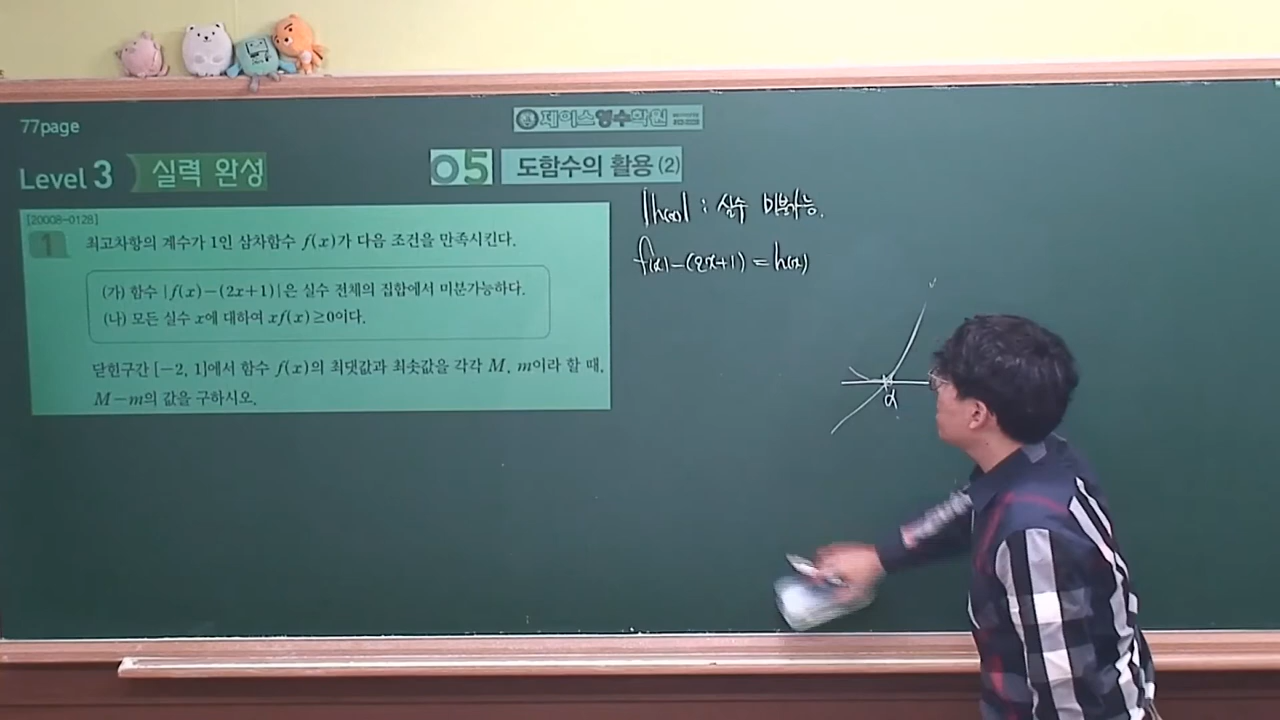 77page
제이스영수학원
Level 3 실력 완성
05 도함수의 활용 (2)
[20008-0128]
1 최고차항의 계수가 1인 삼차함수 f(x)가 다음 조건을 만족시킨다.
(가) 함수 |f(x)-(2x+1)|은 실수 전체의 집합에서 미분가능하다.
(나) 모든 실수 x에 대하여 xf(x)≥0이다.
닫힌구간 [-2, 1]에서 함수 f(x)의 최댓값과 최솟값을 각각 M, m이라 할 때,
M-m의 값을 구하시오.
|h(x)| : 실수 미분가능.
f(x)-(2x+1) = h(x)
α